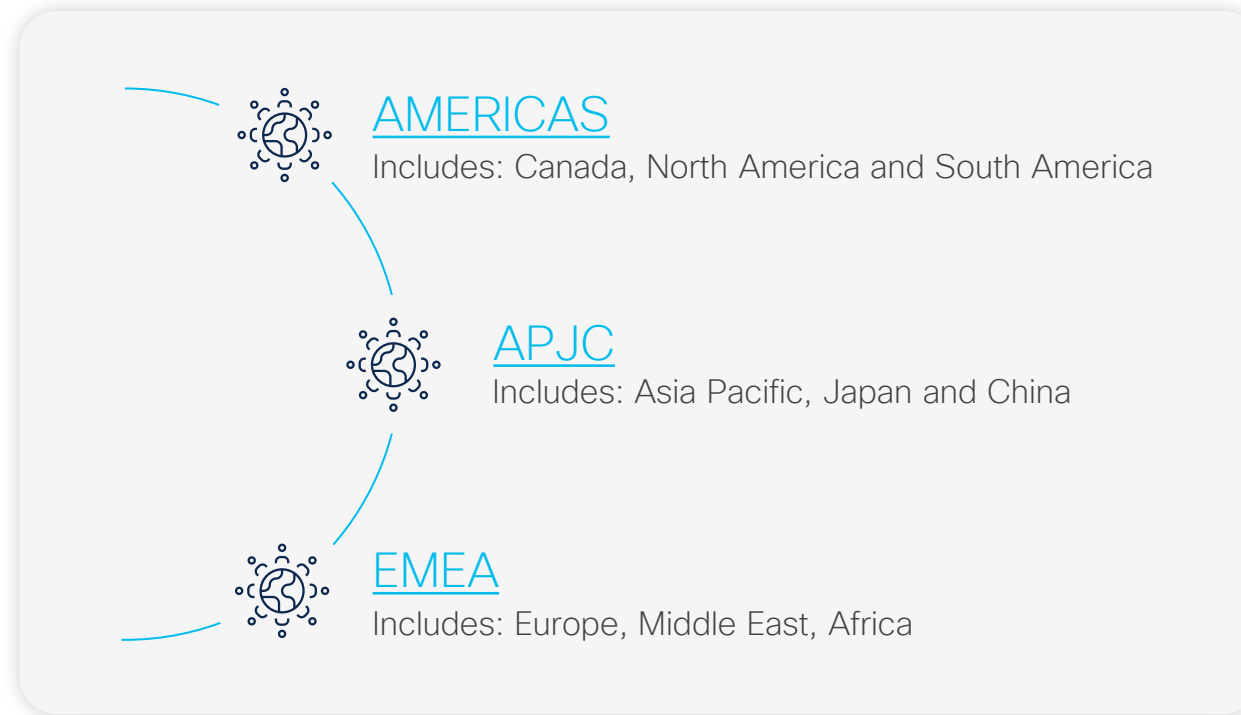 AMERICAS
Includes: Canada, North America and South America
APJC
Includes: Asia Pacific, Japan and China
EMEA
Includes: Europe, Middle East, Africa